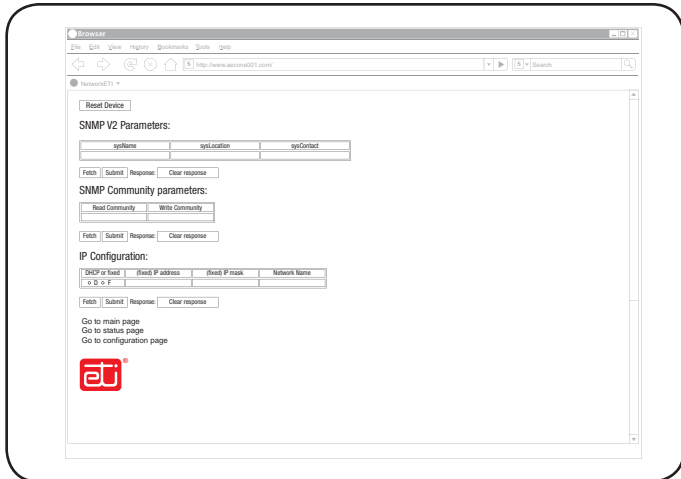 Browser
File Edit View History Bookmarks Tools Help
S http://www.aecone001.com/ S Search
NetworkETI
Reset Device
SNMP V2 Parameters:
sysName sysLocation sysContact
Fetch Submit Response: Clear response
SNMP Community parameters:
Read Community Write Community
Fetch Submit Response: Clear response
IP Configuration:
DHCP or fixed (fixed) IP address (fixed) IP mask Network Name
D F
Fetch Submit Response: Clear response
Go to main page
Go to status page
Go to configuration page
eti®